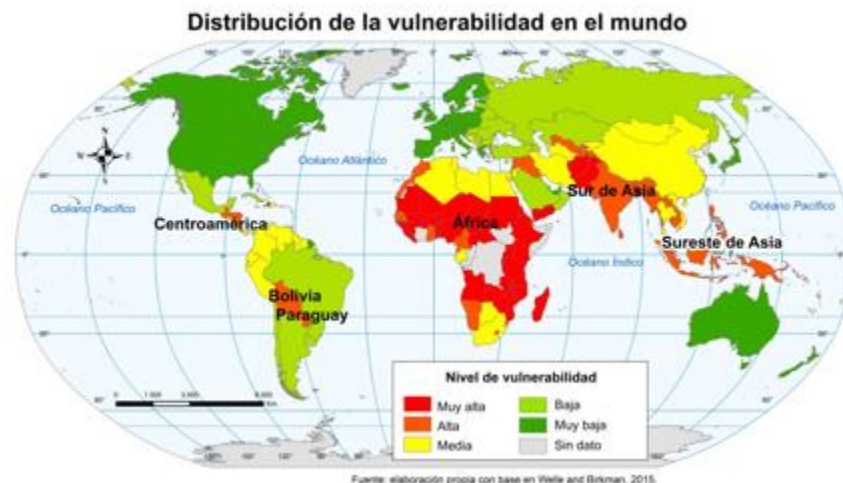 Distribución de la vulnerabilidad en el mundo
Océano Atlántico
Océano Pacífico
Centroamérica
África
Sur de Asia
Océano Pacífico
Sureste de Asia
Océano Índico
Bolivia
Paraguay
Nivel de vulnerabilidad
Muy alta
Alta
Media
Baja
Muy baja
Sin dato
Fuente: elaboración propia con base en Welle and Birkman, 2015.